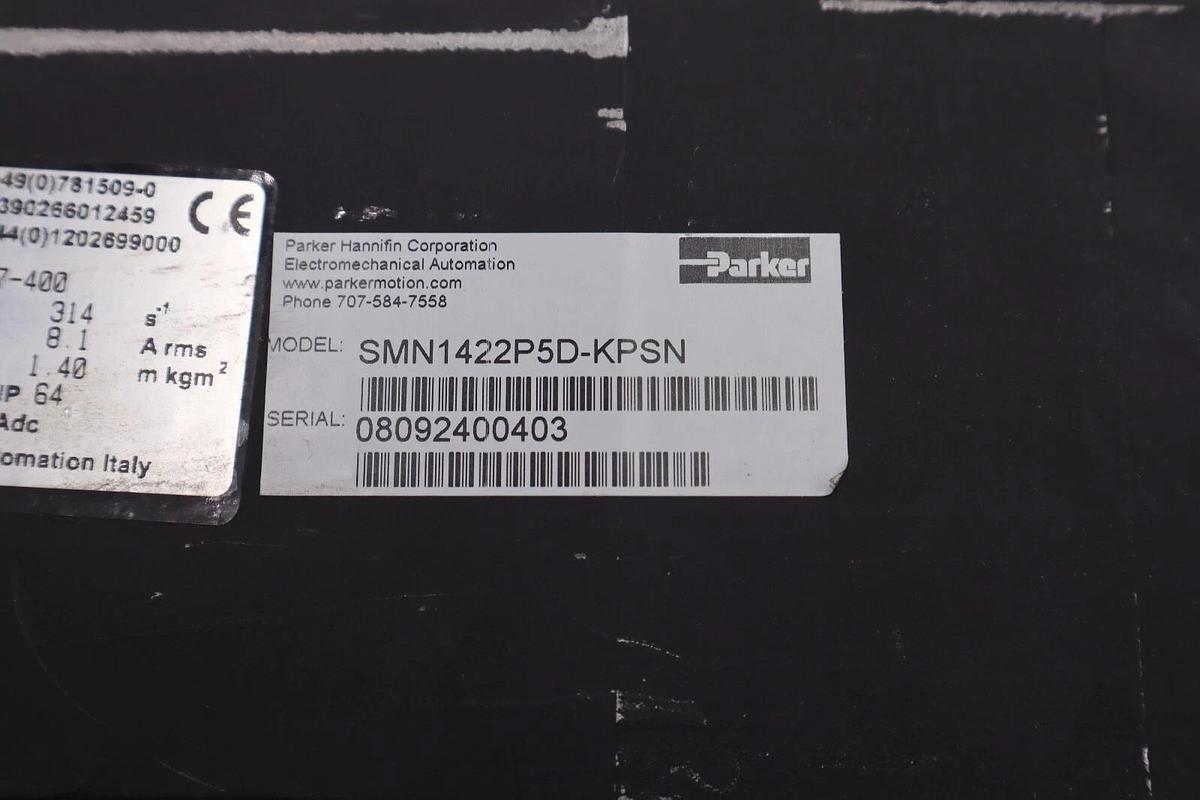 49(0)781509-0
390266012459
44(0)1202699000
CE
7-400
314 s-1
8.1 A rms
1.40 m kgm2
IP 64
Adc
omation Italy
Parker Hannifin Corporation
Electromechanical Automation
www.parkermotion.com
Phone 707-584-7558
Parker
MODEL: SMN1422P5D-KPSN
SERIAL: 08092400403